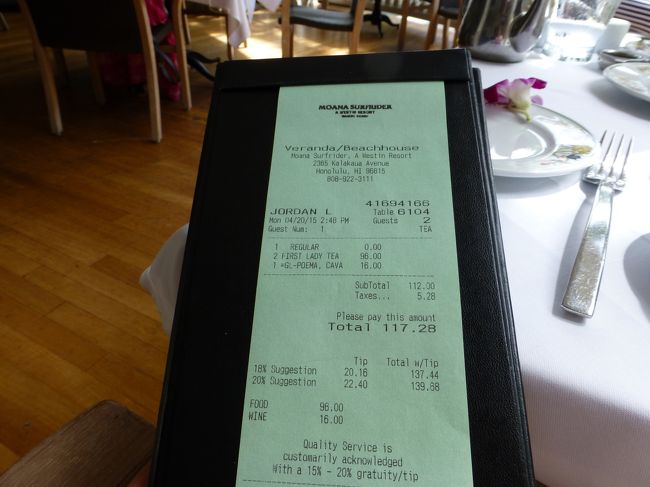 MOANA SURFRIDER
A WESTIN RESORT
WAIKIKI BEACH
Veranda/Beachhouse
Moana Surfrider, A Westin Resort
2365 Kalakaua Avenue
Honolulu, HI 96815
808-922-3111
41694166
JORDAN L Table 6104
Mon 04/20/15 2:48 PM Guests 2
Guest Num: 1 TEA
1 REGULAR 0.00
2 FIRST LADY TEA 96.00
1 *GL-POEMA, CAVA 16.00
SubTotal 112.00
Taxes... 5.28
Please pay this amount
Total 117.28
Tip Total w/Tip
18% Suggestion 20.16 137.44
20% Suggestion 22.40 139.68
FOOD 96.00
WINE 16.00
Quality Service is
customarily acknowledged
With a 15% - 20% gratuity/tip